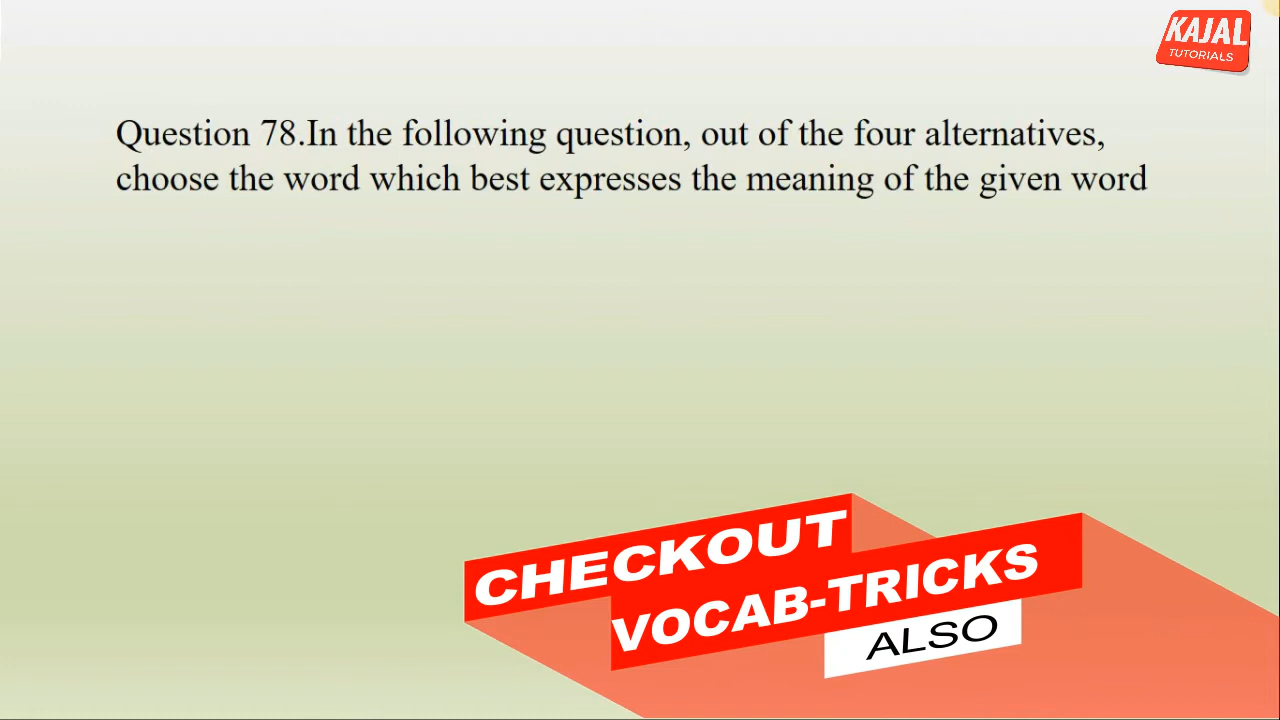 KAJAL
TUTORIALS
Question 78.In the following question, out of the four alternatives,
choose the word which best expresses the meaning of the given word
CHECKOUT
VOCAB-TRICKS
ALSO